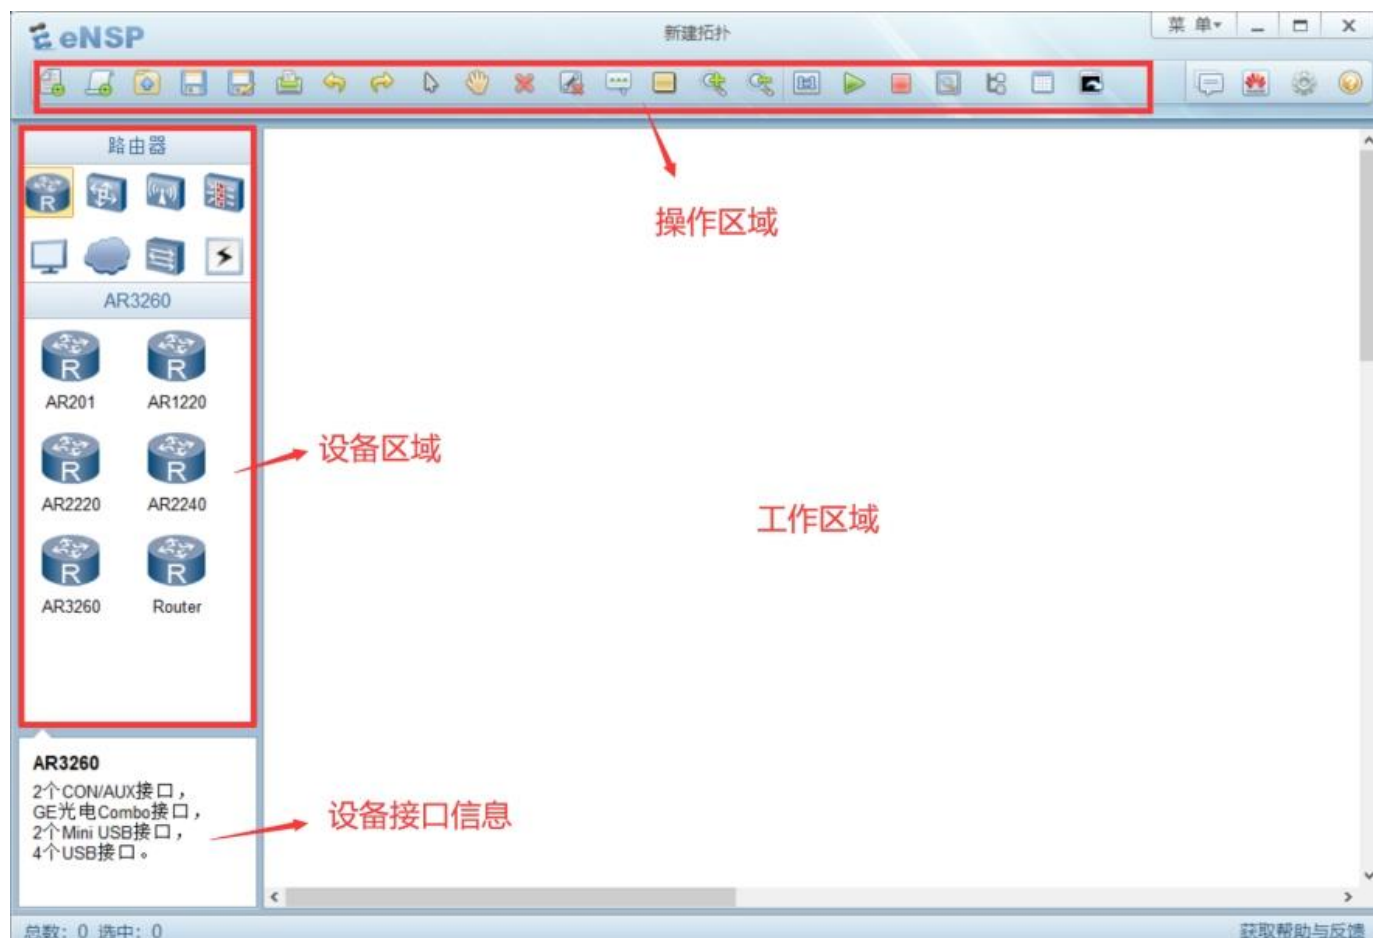 eNSP
新建拓扑
菜 单
操作区域
路由器
R
AR3260
R
R
AR201
AR1220
设备区域
R
R
AR2220
AR2240
工作区域
R
R
AR3260
Router
AR3260
2个CON/AUX接口，
GE光电Combo接口，
2个Mini USB接口，
4个USB接口。
设备接口信息
总数：0 选中：0
获取帮助与反馈